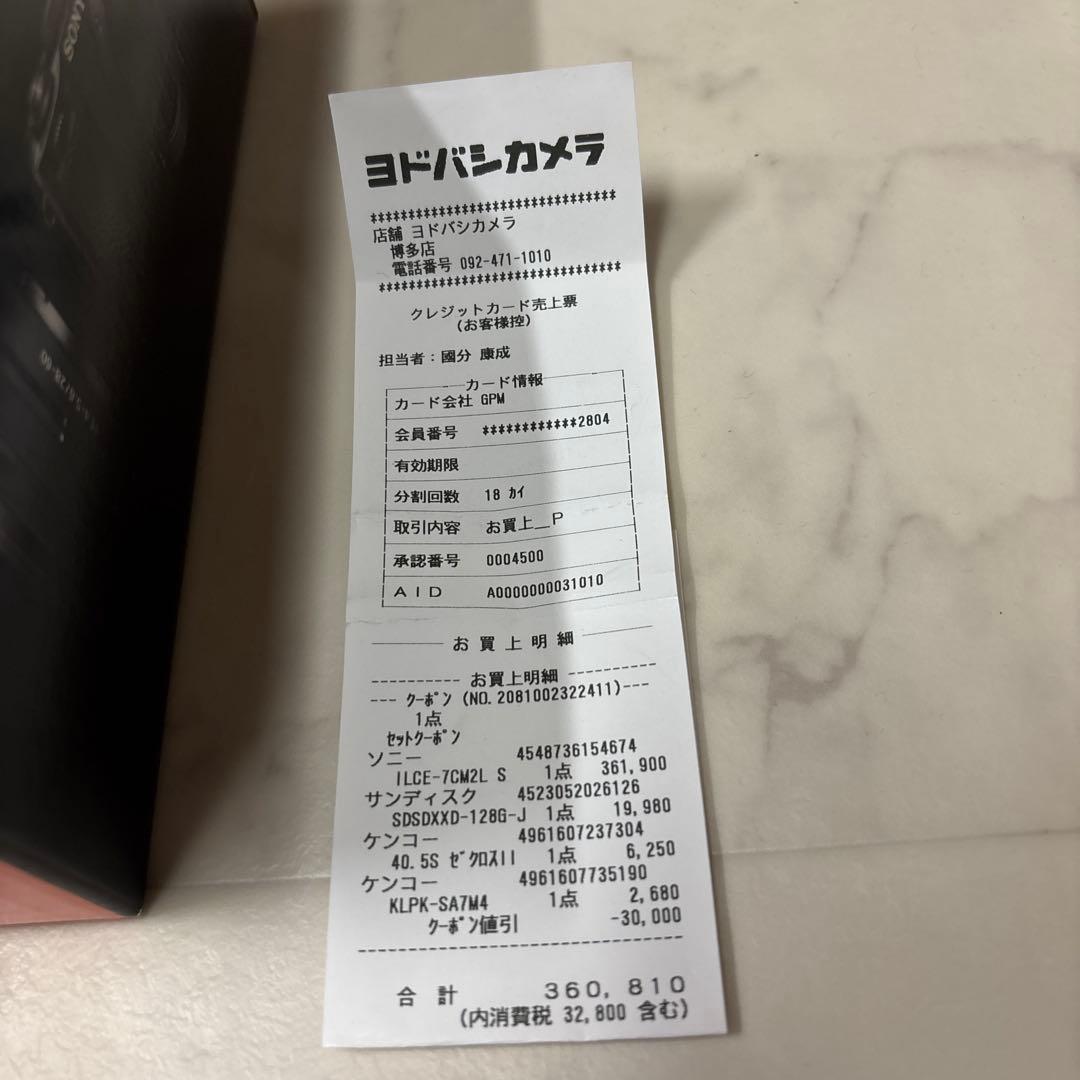 SONY
28-60
ヨドバシカメラ
********************************
店舗 ヨドバシカメラ
博多店
電話番号 092-471-1010
********************************
クレジットカード売上票
(お客様控)
担当者:國分 康成
カード情報
カード会社 GPM
会員番号 ************2804
有効期限
分割回数 18 ｶｲ
取引内容 お買上__P
承認番号 0004500
AID A0000000031010
お 買 上 明 細
---------- お買上明細 ----------
--- ｸｰﾎﾟﾝ (NO.2081002322411)---
1点
ｾｯﾄｸｰﾎﾟﾝ
ソニー 4548736154674
ILCE-7CM2L S 1点 361,900
サンディスク 4523052026126
SDSDXXD-128G-J 1点 19,980
ケンコー 4961607237304
40.5S ｾﾞｸﾛｽII 1点 6,250
ケンコー 4961607735190
KLPK-SA7M4 1点 2,680
ｸｰﾎﾟﾝ値引 -30,000
合 計 360,810
(内消費税 32,800 含む)